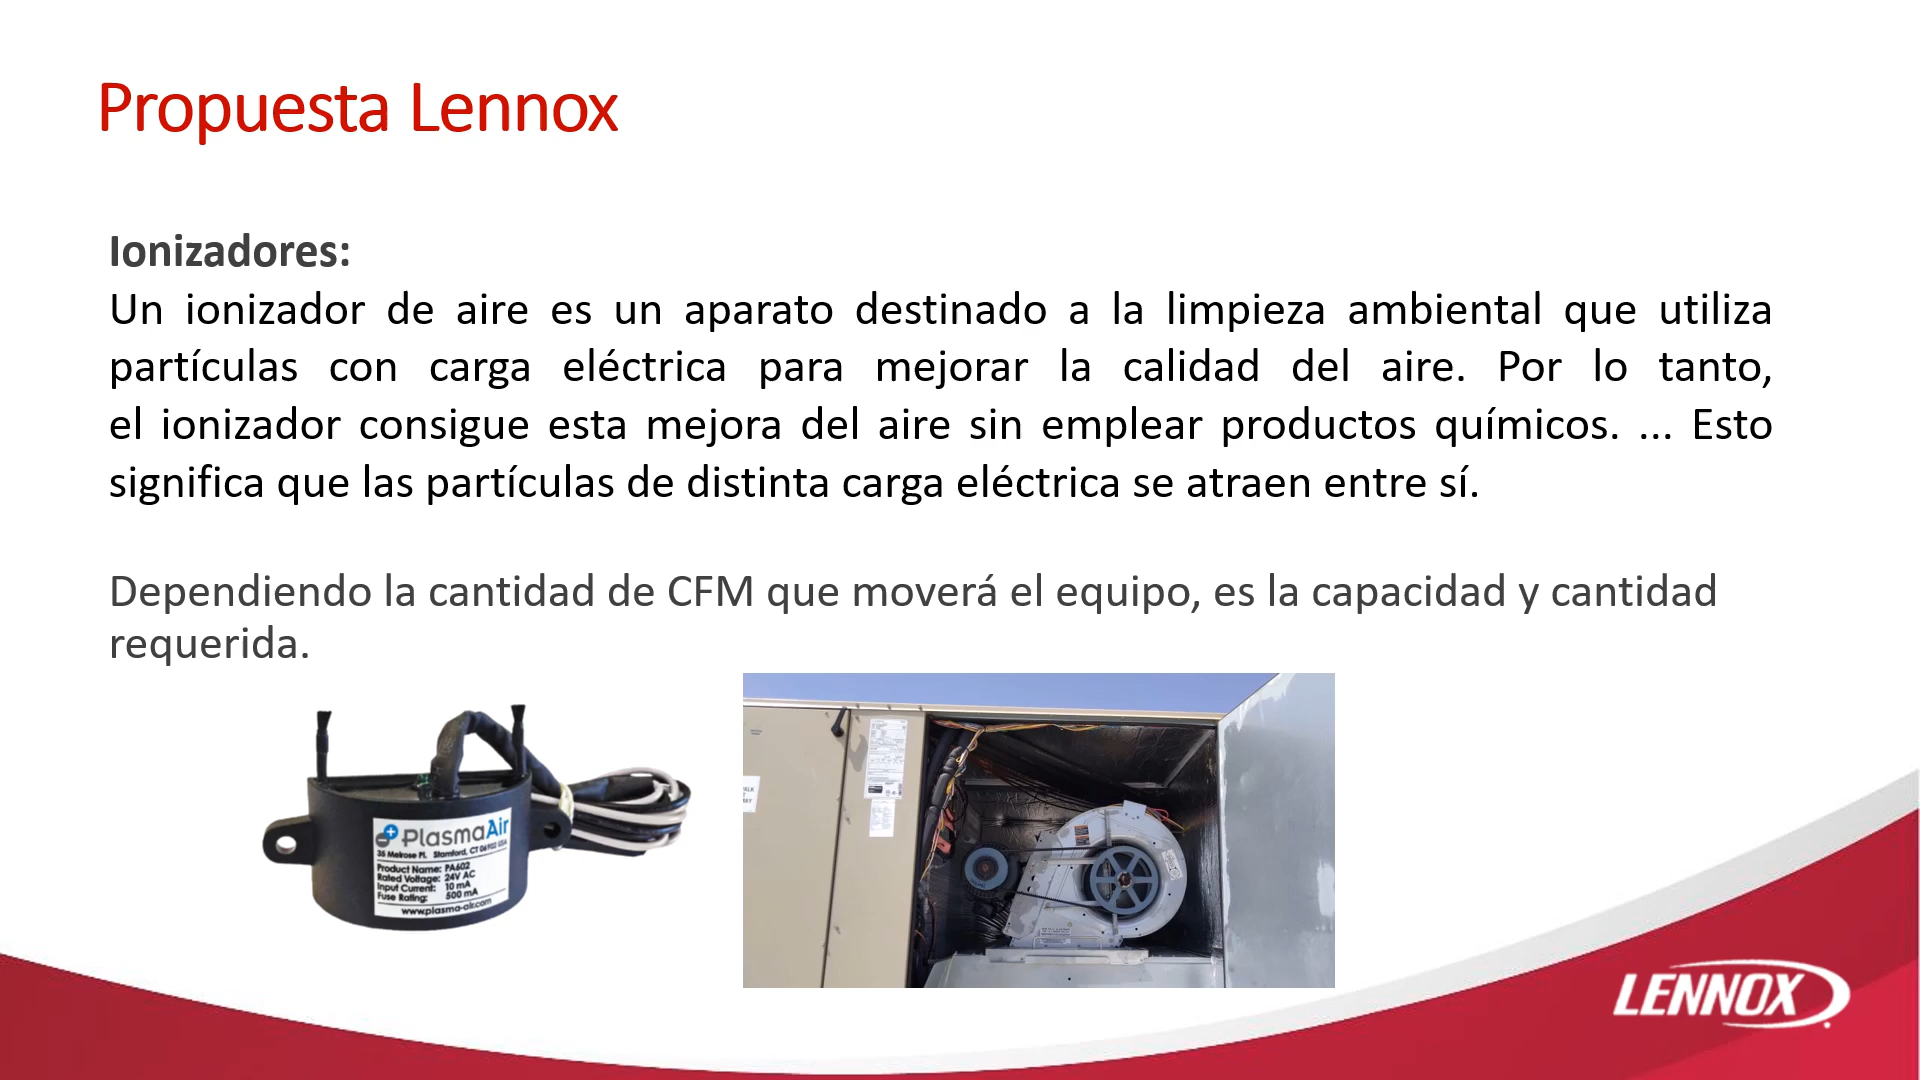 Propuesta Lennox
Ionizadores:
Un ionizador de aire es un aparato destinado a la limpieza ambiental que utiliza
partículas con carga eléctrica para mejorar la calidad del aire. Por lo tanto,
el ionizador consigue esta mejora del aire sin emplear productos químicos. ... Esto
significa que las partículas de distinta carga eléctrica se atraen entre sí.
Dependiendo la cantidad de CFM que moverá el equipo, es la capacidad y cantidad
requerida.
PlasmaAir
35 Melrose Pl. Stamford, CT 06902 USA
Product Name: PA602
Rated Voltage: 24V AC
Input Current: 10 mA
Fuse Rating: 500 mA
www.plasma-air.com
LENNOX